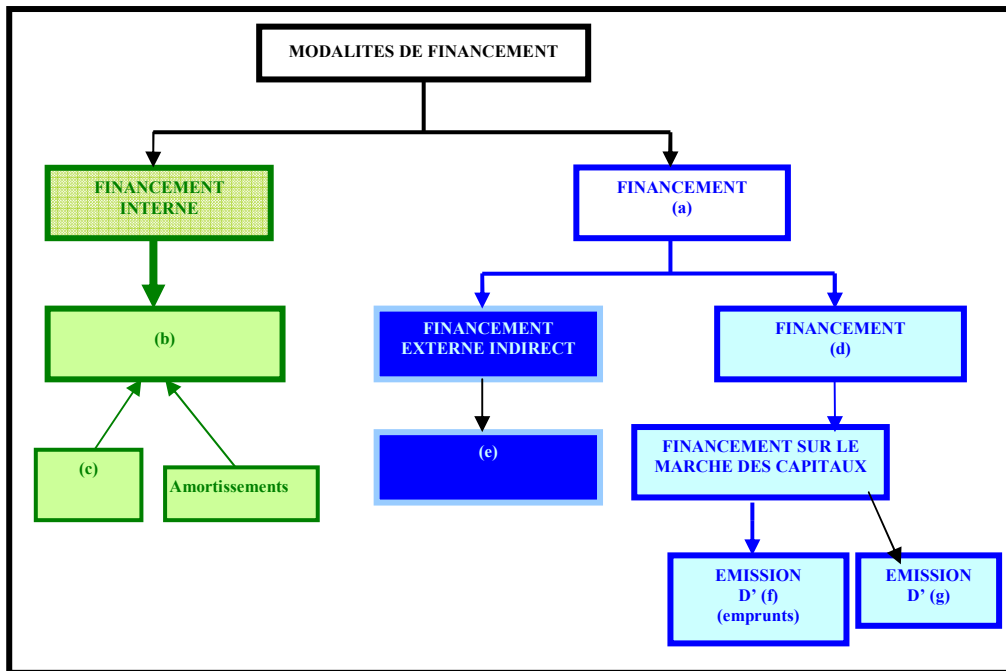 MODALITES DE FINANCEMENT
FINANCEMENT
INTERNE
FINANCEMENT
(a)
(b)
FINANCEMENT
EXTERNE INDIRECT
FINANCEMENT
(d)
(c)
Amortissements
(e)
FINANCEMENT SUR LE
MARCHE DES CAPITAUX
EMISSION
D’ (f)
(emprunts)
EMISSION
D’ (g)